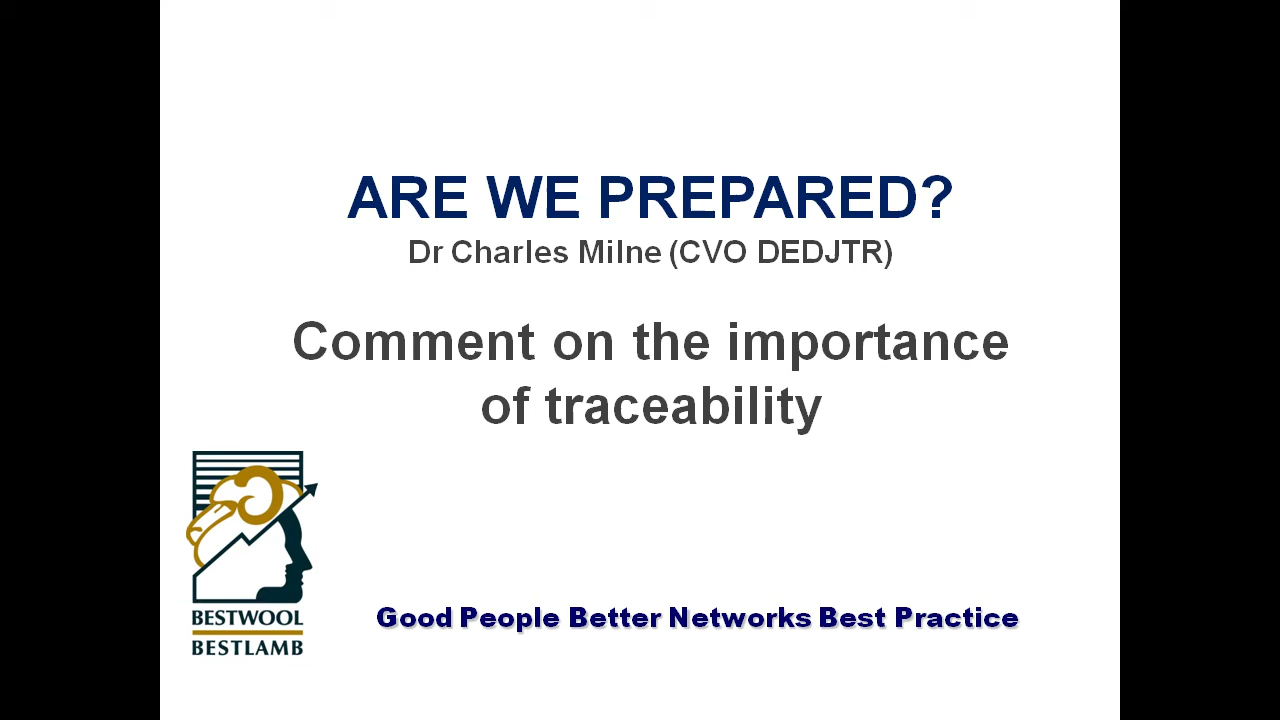 ARE WE PREPARED?
Dr Charles Milne (CVO DEDJTR)
Comment on the importance
of traceability
BESTWOOL
BESTLAMB
Good People Better Networks Best Practice